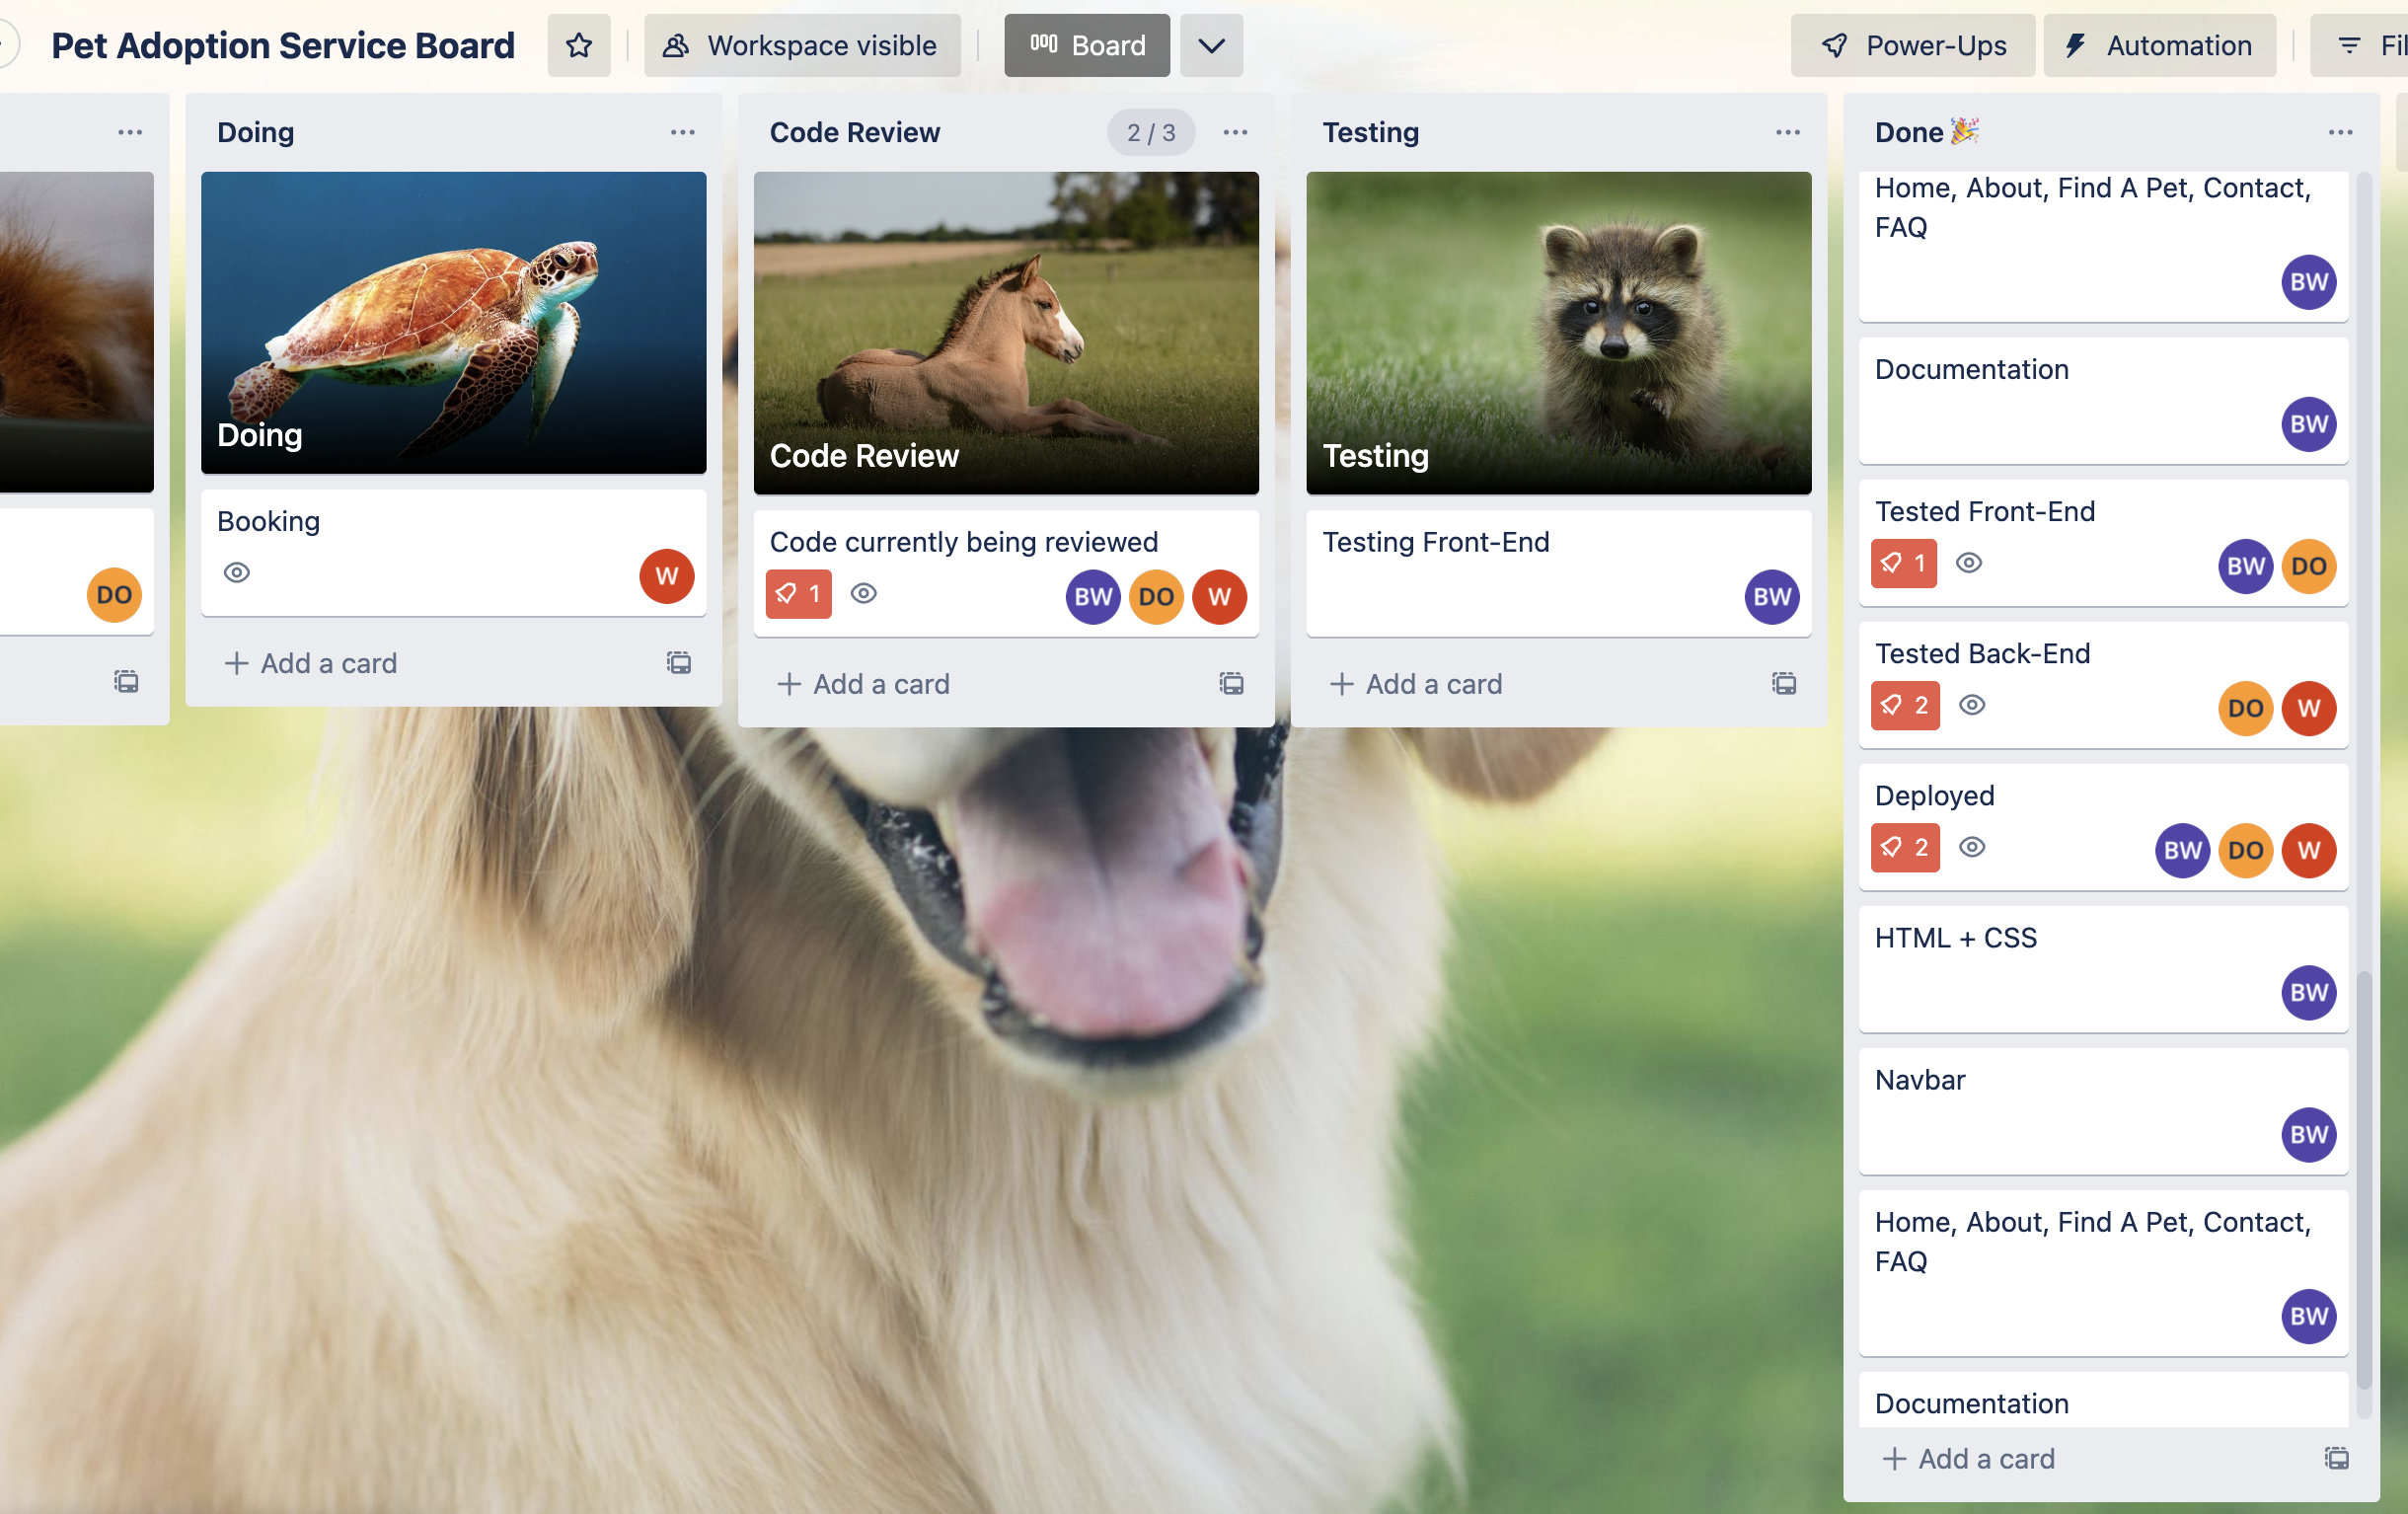 Pet Adoption Service Board
Workspace visible
Board
Power-Ups
Automation
DO
Doing
Doing
Booking
W
Add a card
Code Review
2 / 3
Code Review
Code currently being reviewed
1
BW
DO
W
Add a card
Testing
Testing
Testing Front-End
BW
Add a card
Done🎉
Home, About, Find A Pet, Contact,
FAQ
BW
Documentation
BW
Tested Front-End
1
BW
DO
Tested Back-End
2
DO
W
Deployed
2
BW
DO
W
HTML + CSS
BW
Navbar
BW
Home, About, Find A Pet, Contact,
FAQ
BW
Documentation
Add a card